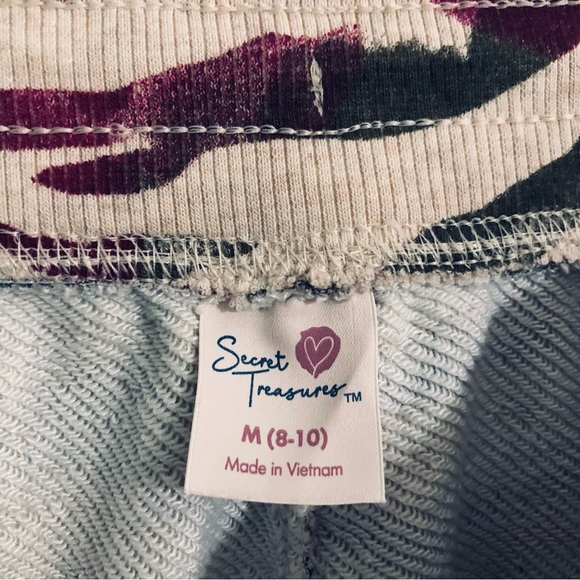 Secret
Treasures™
M (8-10)
Made in Vietnam